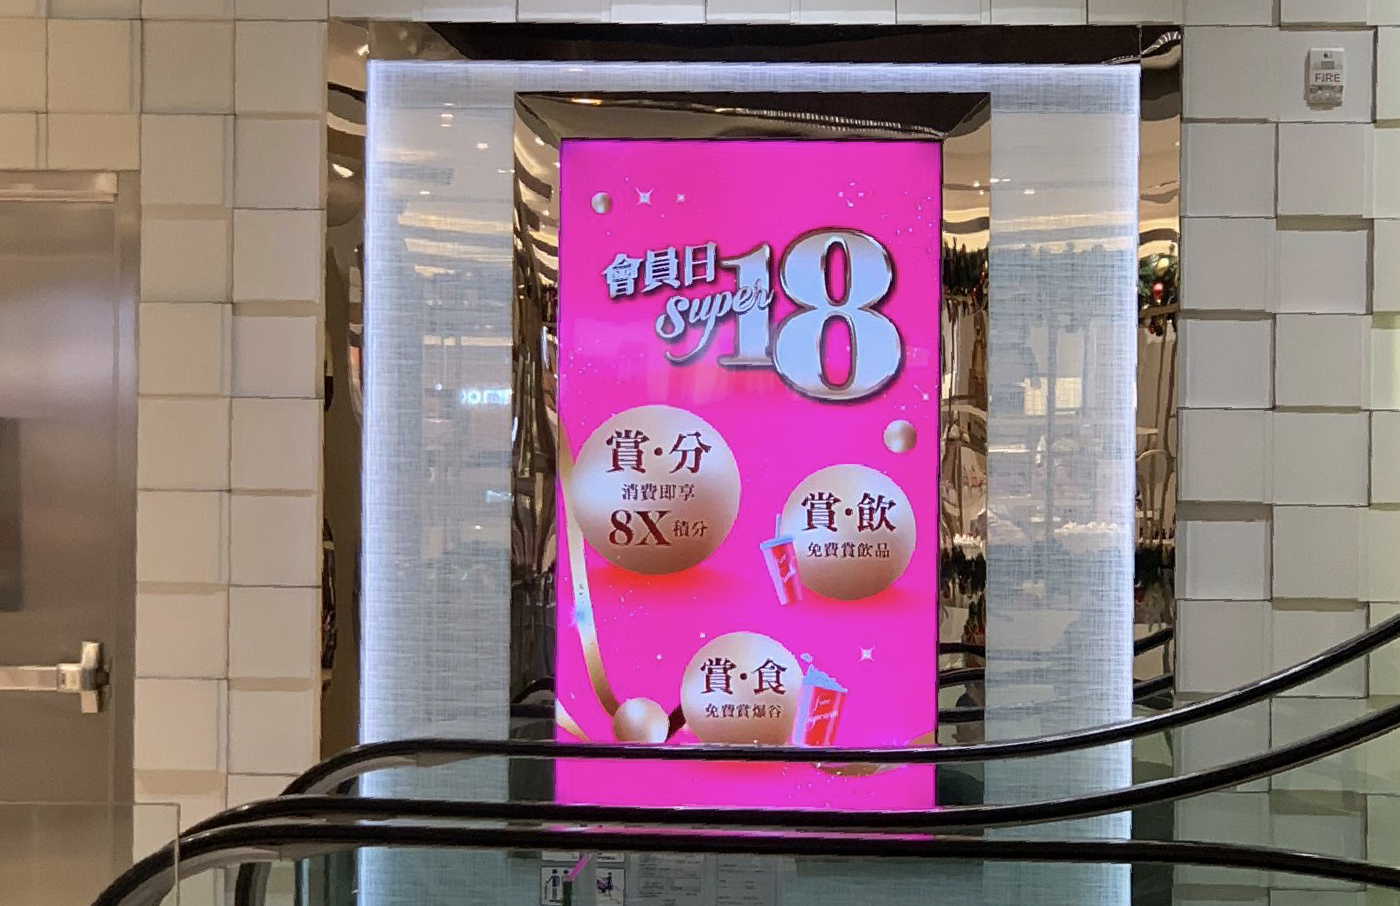 FIRE
會員日
Super 18
賞·分
消費即享
8X 積分
賞·飲
免費賞飲品
賞·食
免費賞爆谷